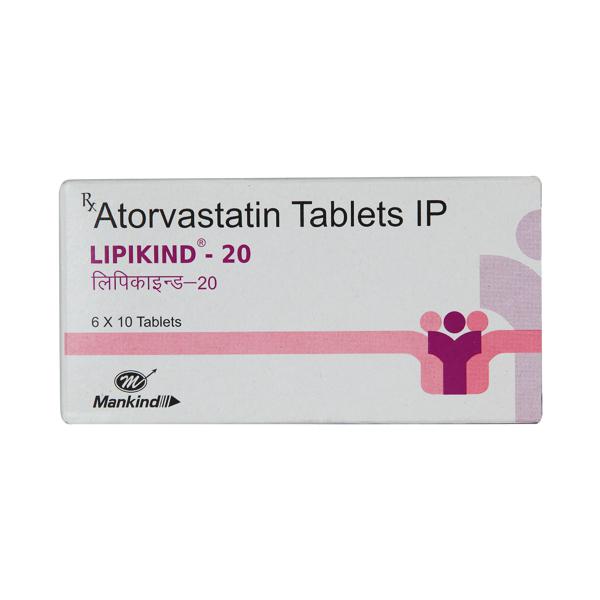 Rx Atorvastatin Tablets IP
LIPIKIND® - 20
लिपिकाइन्ड–20
6 X 10 Tablets
M
Mankind